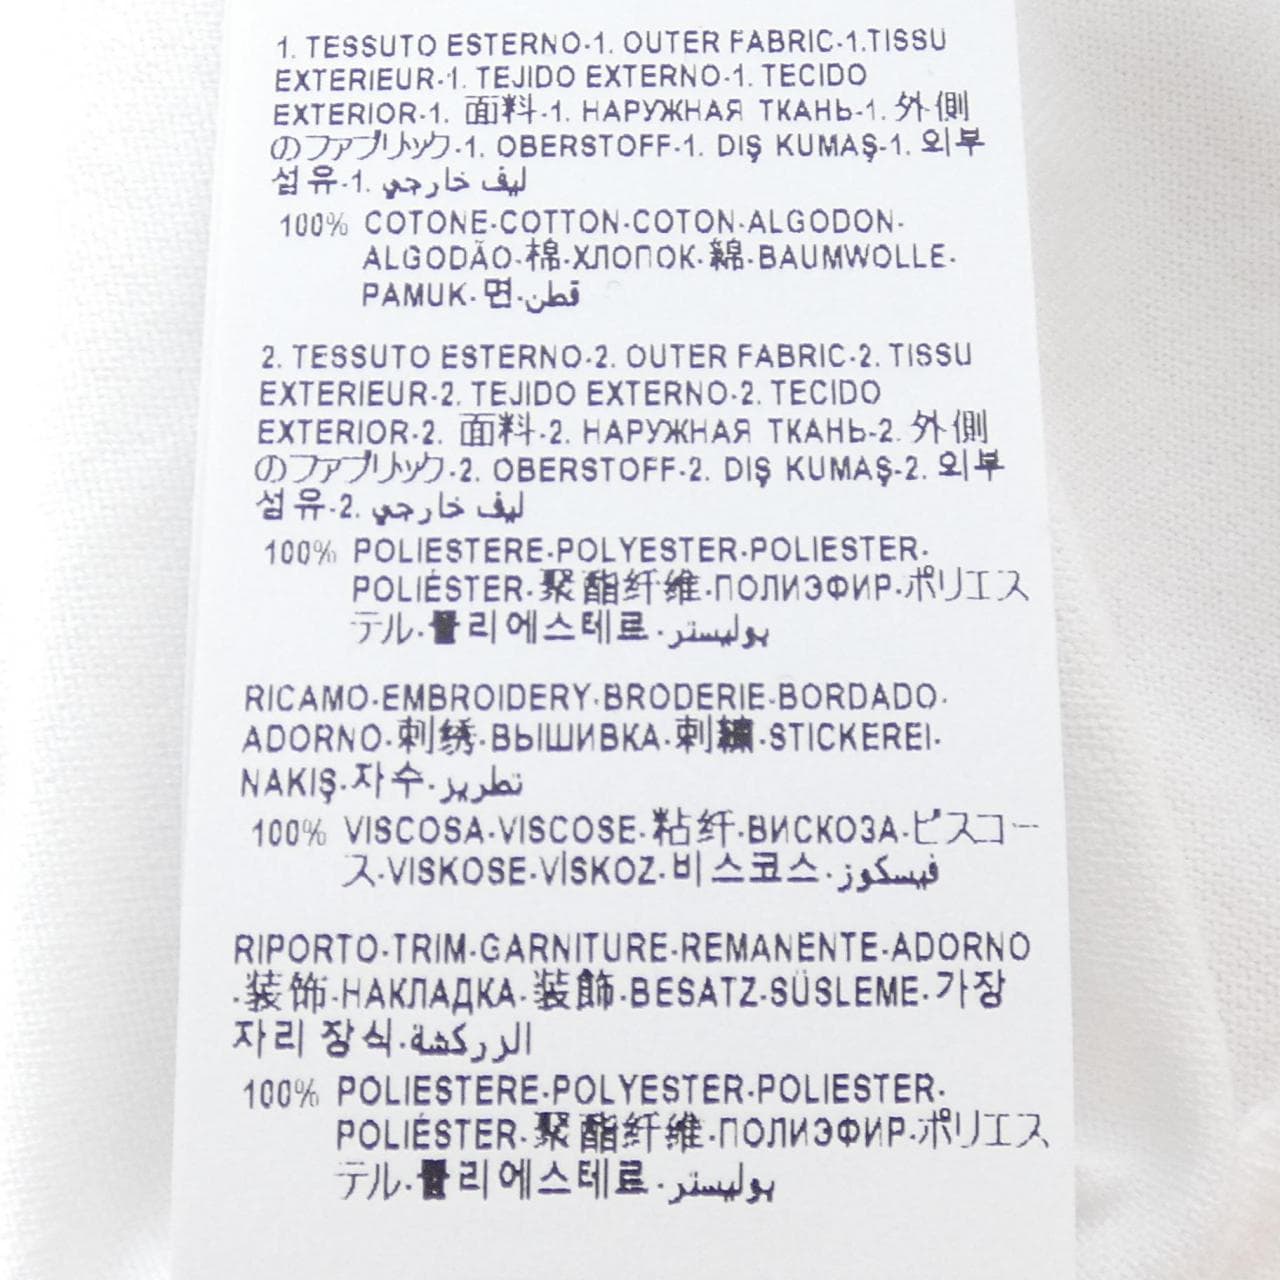 1. TESSUTO ESTERNO-1. OUTER FABRIC-1.TISSU
EXTERIEUR-1. TEJIDO EXTERNO-1. TECIDO
EXTERIOR-1. 面料-1. НАРУЖНАЯ ТКАНЬ-1. 外側
のファブリック-1. OBERSTOFF-1. DIŞ KUMAŞ-1. 외부
섬유-1. ليف خارجي
100% COTONE-COTTON-COTON-ALGODON-
ALGODÃO-棉-ХЛОПОК-綿-BAUMWOLLE-
PAMUK-면-قطن
2. TESSUTO ESTERNO-2. OUTER FABRIC-2. TISSU
EXTERIEUR-2. TEJIDO EXTERNO-2. TECIDO
EXTERIOR-2. 面料-2. НАРУЖНАЯ ТКАНЬ-2. 外側
のファブリック-2. OBERSTOFF-2. DIŞ KUMAŞ-2. 외부
섬유-2. ليف خارجي
100% POLIESTERE-POLYESTER-POLIESTER-
POLIÉSTER-聚酯纤维-ПОЛИЭФИР-ポリエス
テル-폴리에스테르-بوليستر
RICAMO-EMBROIDERY-BRODERIE-BORDADO-
ADORNO-刺绣-ВЫШИВКА-刺繍-STICKEREI-
NAKIŞ-자수-تطريز
100% VISCOSA-VISCOSE-粘纤-ВИСКОЗА-ビスコー
ス-VISKOSE-VİSKOZ-비스코스-فيسكوز
RIPORTO-TRIM-GARNITURE-REMANENTE-ADORNO
-装饰-НАКЛАДКА-装飾-BESATZ-SÜSLEME-가장
자리 장식-الزركشة
100% POLIESTERE-POLYESTER-POLIESTER-
POLIÉSTER-聚酯纤维-ПОЛИЭФИР-ポリエス
テル-폴리에스테르-بوليستر